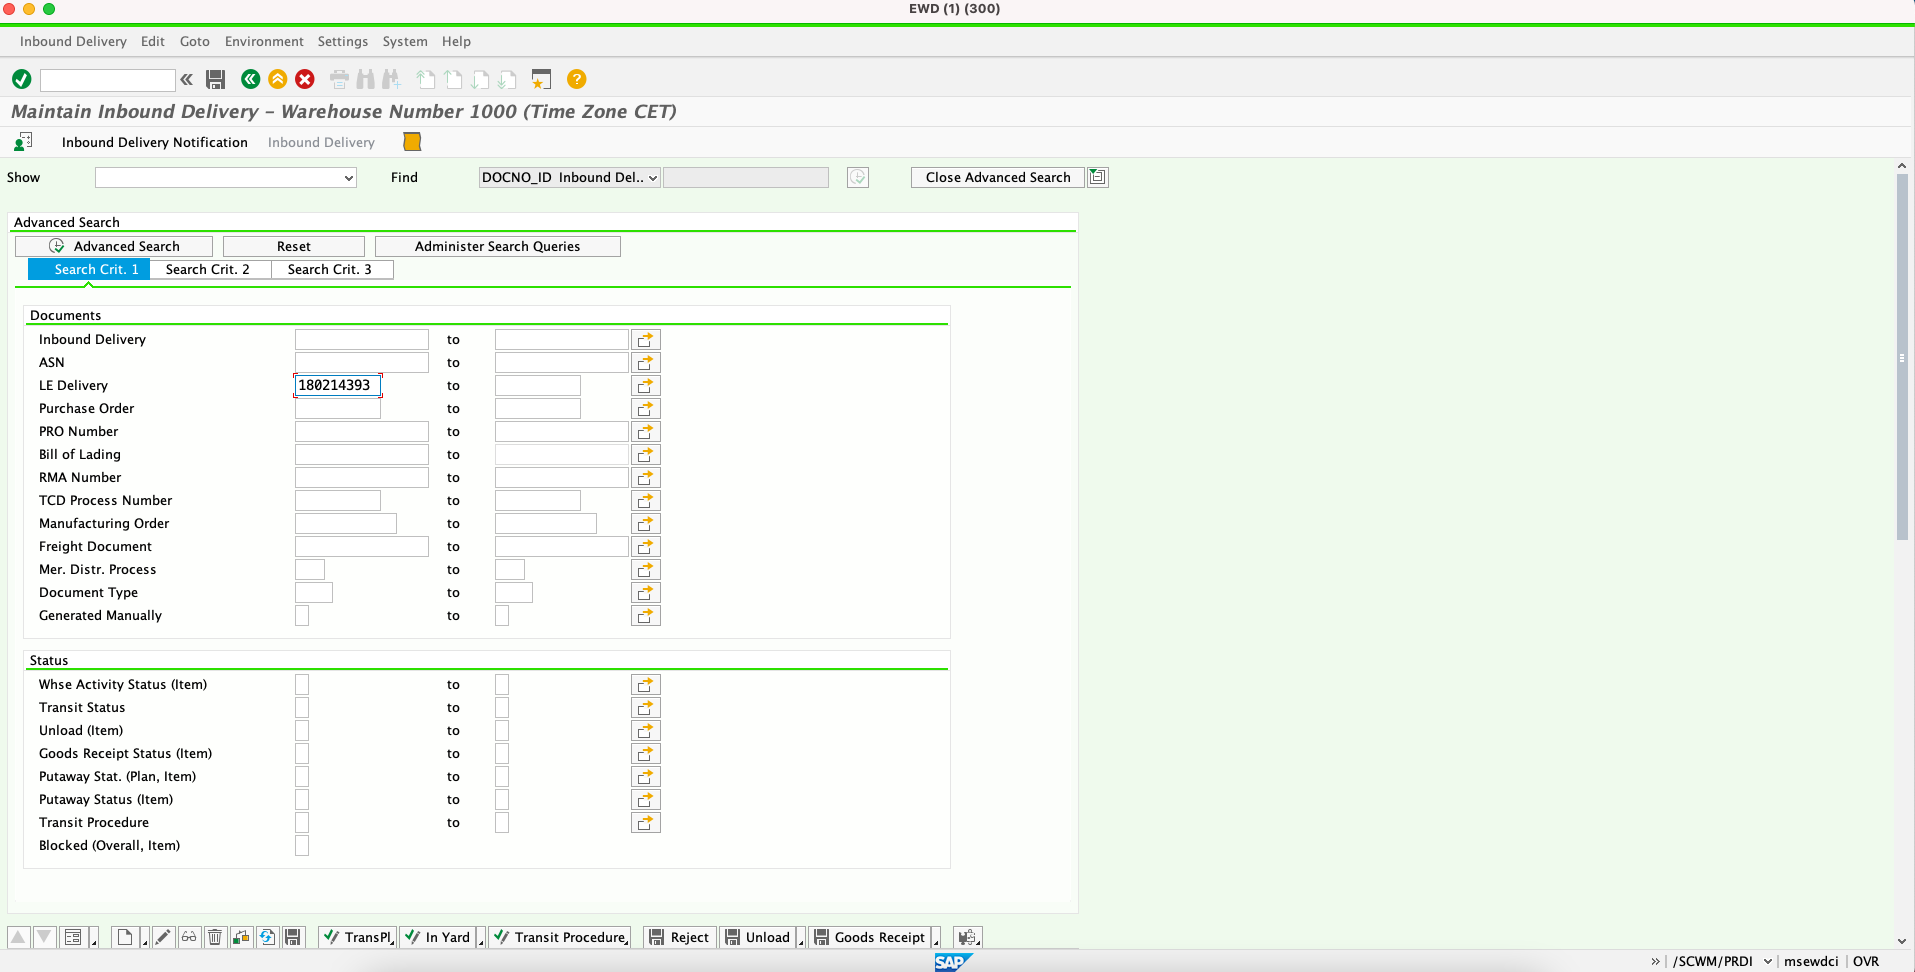 EWD (1) (300)
Inbound Delivery Edit Goto Environment Settings System Help
Maintain Inbound Delivery - Warehouse Number 1000 (Time Zone CET)
Inbound Delivery Notification Inbound Delivery
Show Find DOCNO_ID Inbound Del.. Close Advanced Search
Advanced Search
Advanced Search Reset Administer Search Queries
Search Crit. 1 Search Crit. 2 Search Crit. 3
Documents
Inbound Delivery to
ASN to
LE Delivery 180214393 to
Purchase Order to
PRO Number to
Bill of Lading to
RMA Number to
TCD Process Number to
Manufacturing Order to
Freight Document to
Mer. Distr. Process to
Document Type to
Generated Manually to
Status
Whse Activity Status (Item) to
Transit Status to
Unload (Item) to
Goods Receipt Status (Item) to
Putaway Stat. (Plan, Item) to
Putaway Status (Item) to
Transit Procedure to
Blocked (Overall, Item)
TransPl In Yard Transit Procedure Reject Unload Goods Receipt
SAP /SCWM/PRDI msewdci OVR